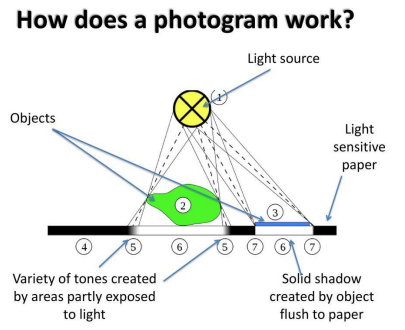 How does a photogram work?
Light source
1
Objects
Light
sensitive
paper
2
3
4
5
6
5
7
6
7
Variety of tones created
by areas partly exposed
to light
Solid shadow
created by object
flush to paper